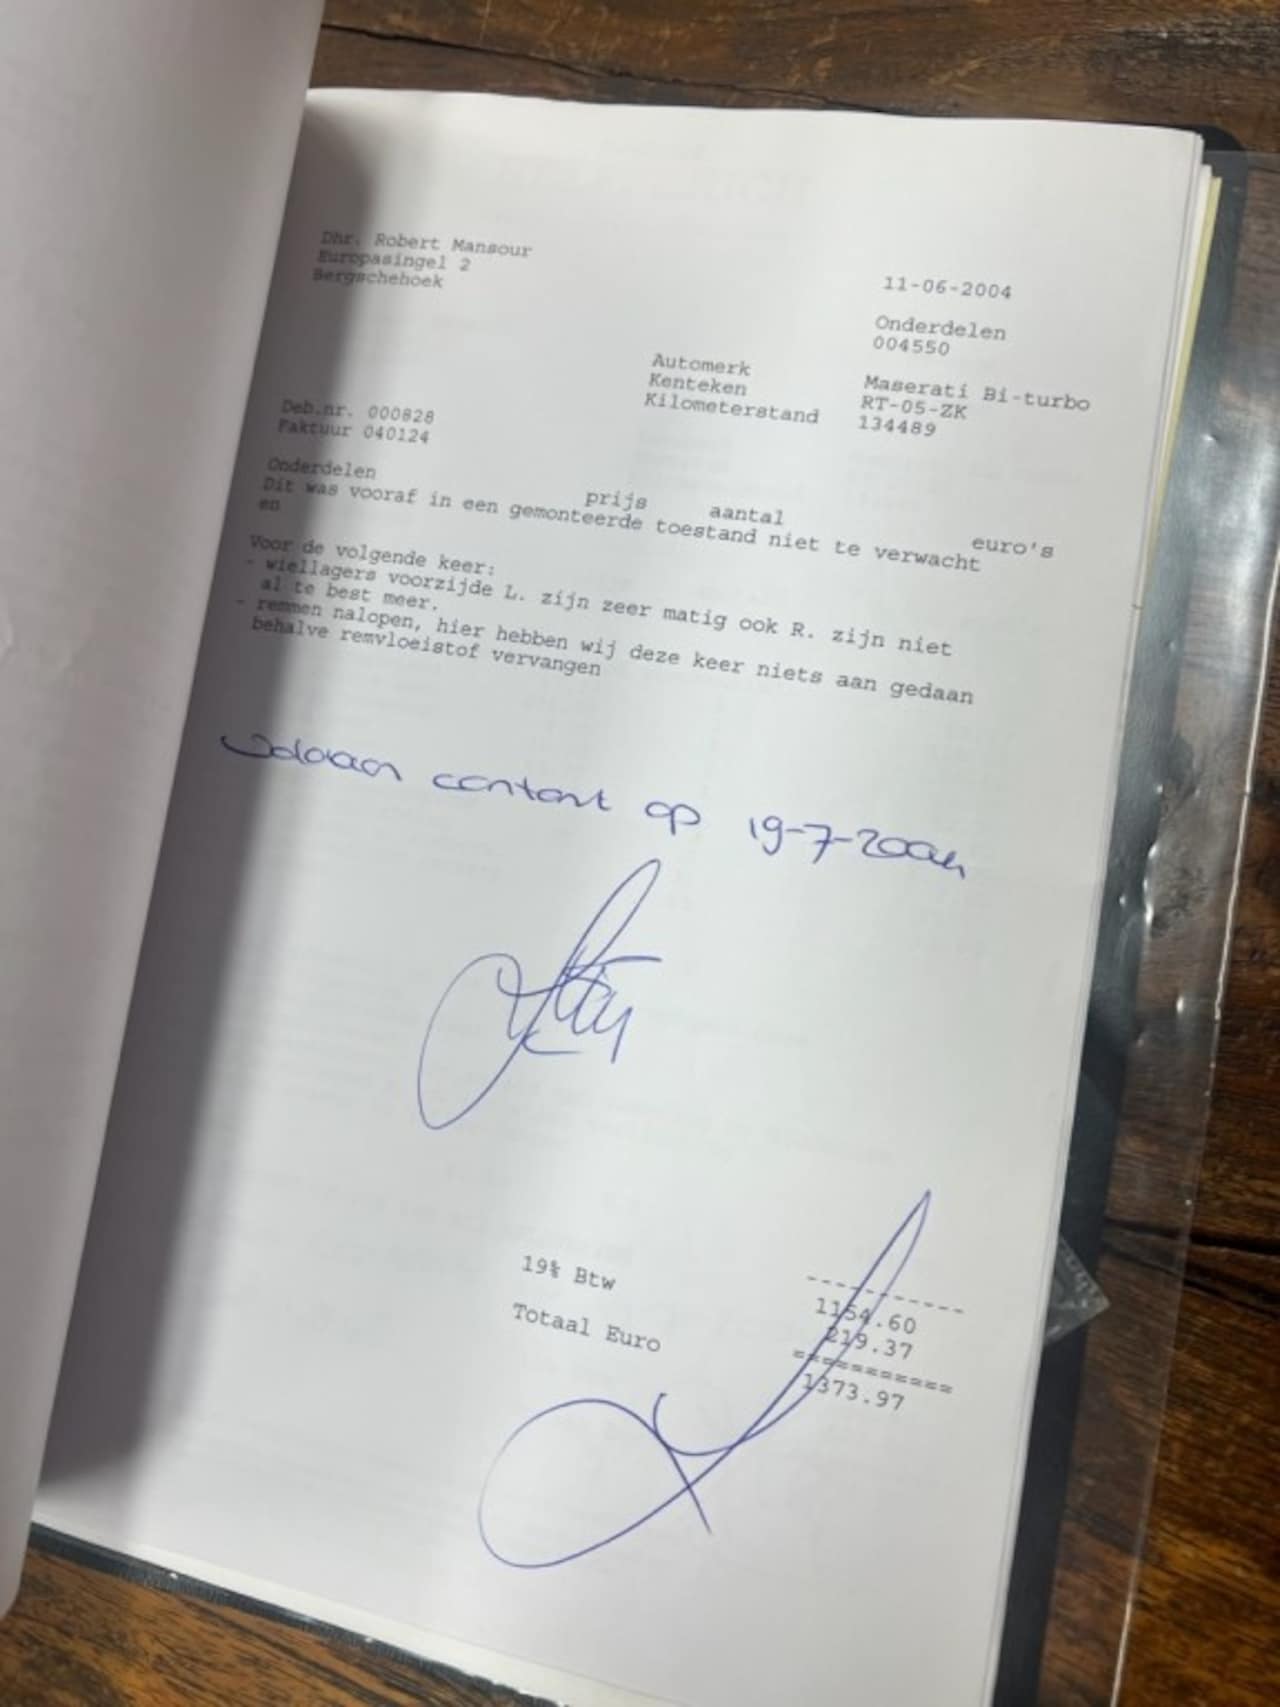 Dhr. Robert Mansour
Europasingel 2
Bergschehoek
11-06-2004
Onderdelen
004550
Automerk Maserati Bi-turbo
Kenteken RT-05-ZK
Kilometerstand 134489
Deb.nr. 000828
Faktuur 040124
Onderdelen prijs aantal euro's
Dit was vooraf in een gemonteerde toestand niet te verwacht
en
Voor de volgende keer:
- wiellagers voorzijde L. zijn zeer matig ook R. zijn niet
al te best meer.
- remmen nalopen, hier hebben wij deze keer niets aan gedaan
behalve remvloeistof vervangen
Voldaan contant op 19-7-2004
-----------
1154.60
19% Btw 219.37
===========
Totaal Euro 1373.97